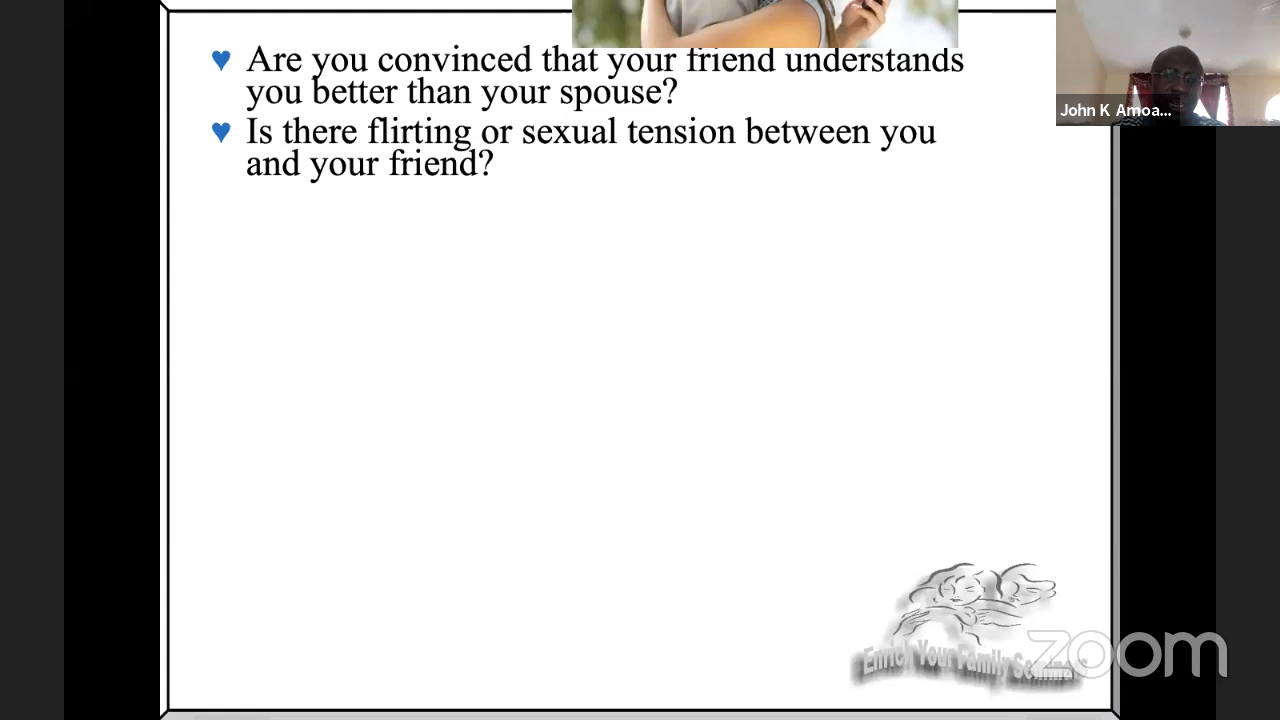 Are you convinced that your friend understands
you better than your spouse?
Is there flirting or sexual tension between you
and your friend?
John K Amoa...
Enrich Your Family Seminars
zoom